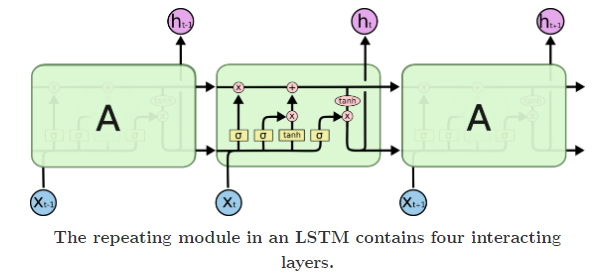 hₜ₋₁ hₜ hₜ₊₁
A x + tanh A
x x
σ σ tanh σ
Xₜ₋₁ Xₜ Xₜ₊₁
The repeating module in an LSTM contains four interacting
layers.